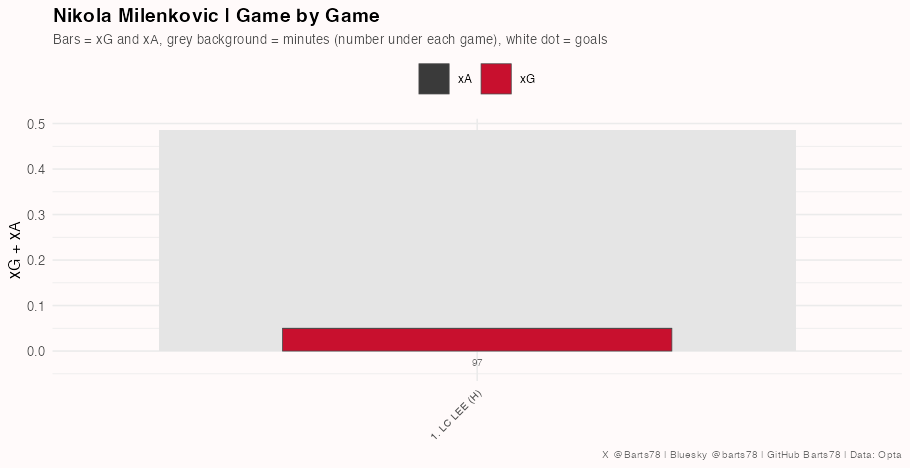 Nikola Milenkovic | Game by Game
Bars = xG and xA, grey background = minutes (number under each game), white dot = goals
xA xG
0.5
0.4
0.3
0.2
0.1
0.0
xG + xA
97
1. LC LEE (H)
X @Barts78 | Bluesky @barts78 | GitHub Barts78 | Data: Opta